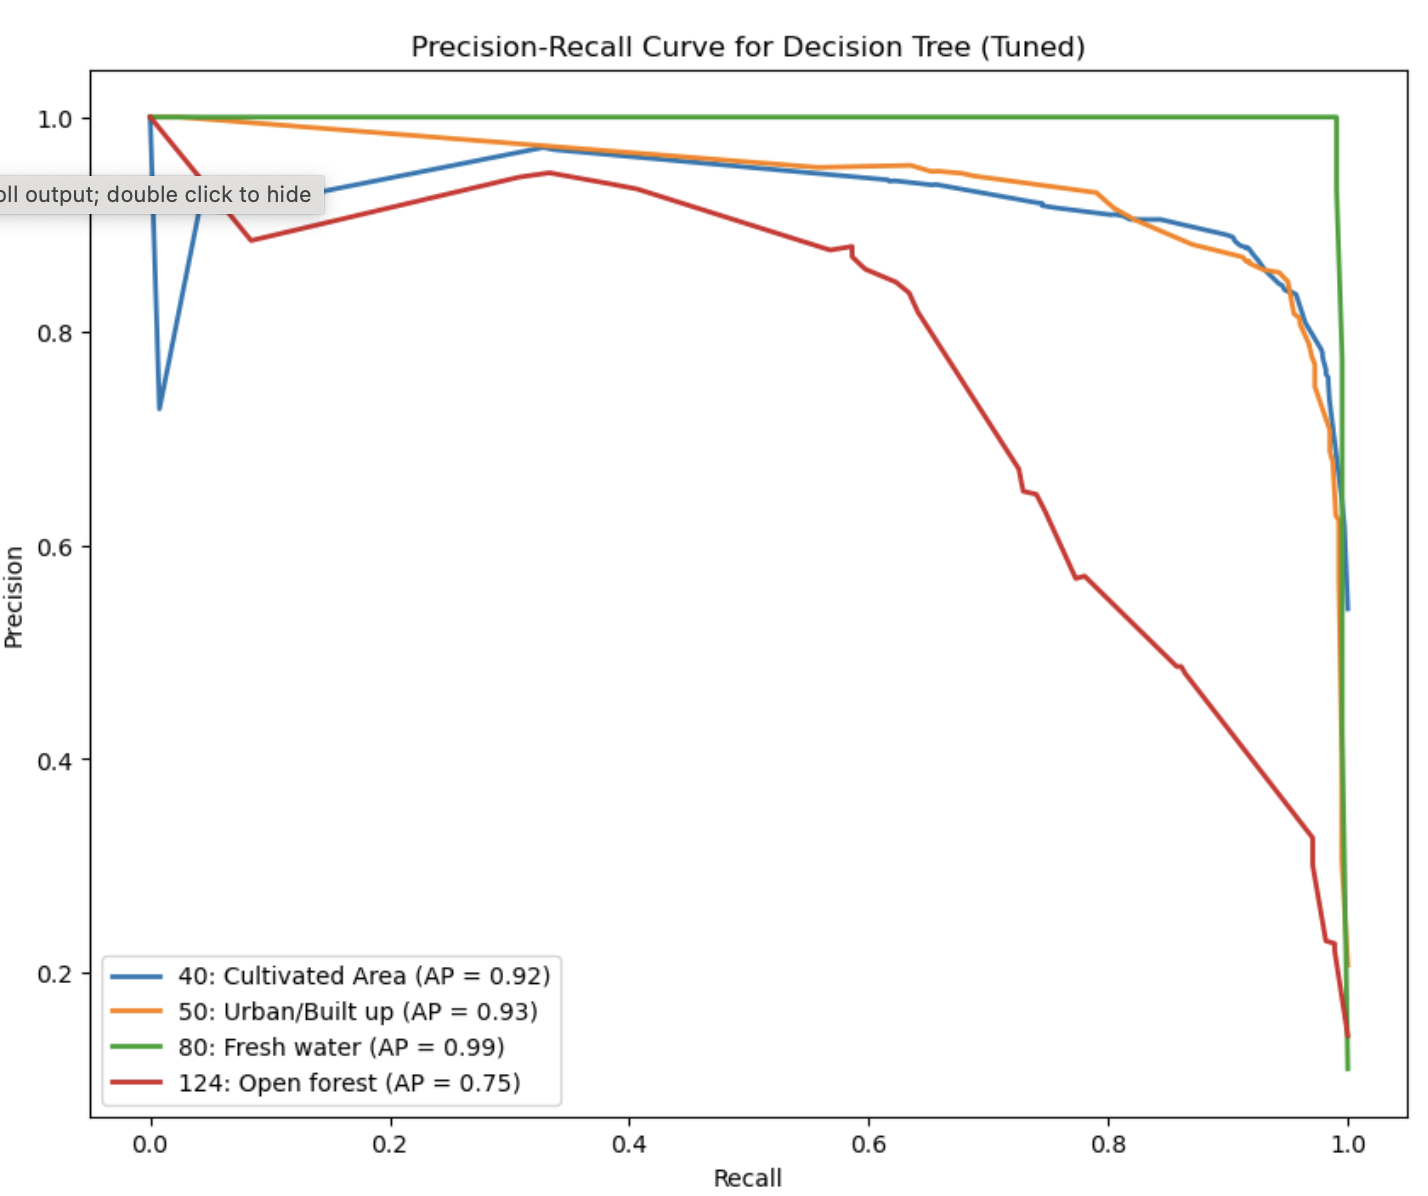 Precision-Recall Curve for Decision Tree (Tuned)
1.0
oll output; double click to hide
0.8
0.6
0.4
0.2
Precision
40: Cultivated Area (AP = 0.92)
50: Urban/Built up (AP = 0.93)
80: Fresh water (AP = 0.99)
124: Open forest (AP = 0.75)
0.0 0.2 0.4 0.6 0.8 1.0
Recall